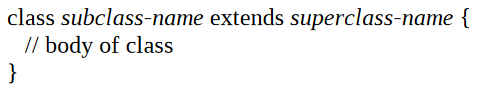 class subclass-name extends superclass-name {
// body of class
}